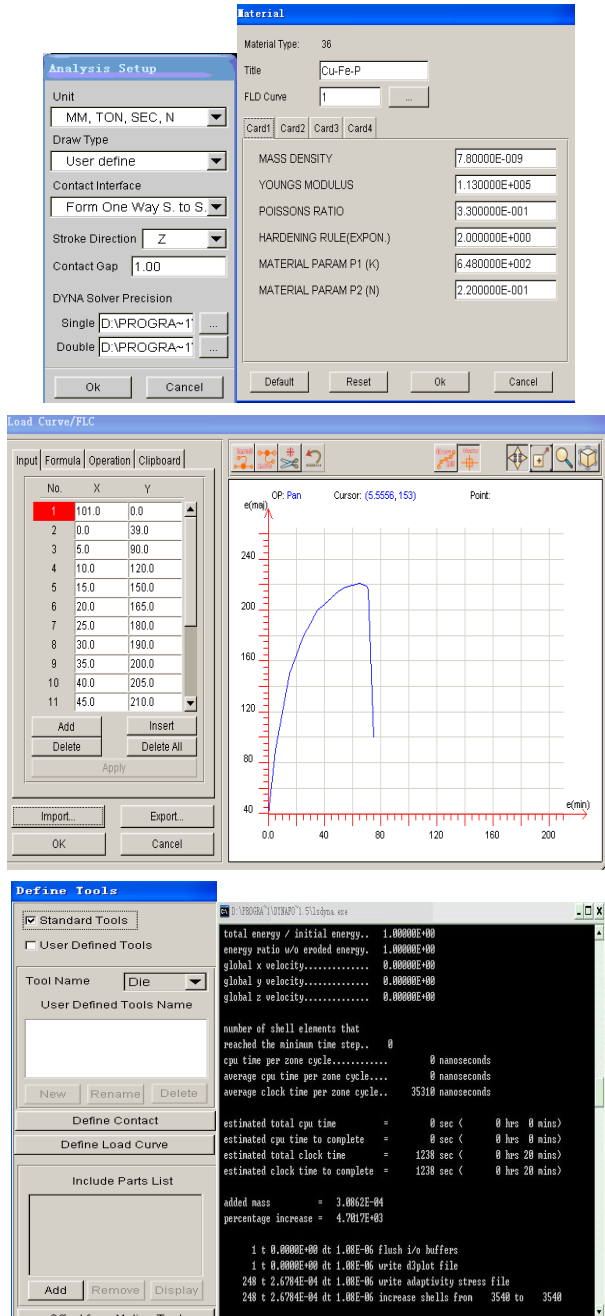 Analysis Setup
Unit
MM, TON, SEC, N
Draw Type
User define
Contact Interface
Form One Way S. to S.
Stroke Direction Z
Contact Gap 1.00
DYNA Solver Precision
Single D:\PROGRA~1\ ...
Double D:\PROGRA~1\ ...
Ok Cancel
Material
Material Type: 36
Title Cu-Fe-P
FLD Curve 1 ...
Card1 Card2 Card3 Card4
MASS DENSITY 7.80000E-009
YOUNGS MODULUS 1.130000E+005
POISSONS RATIO 3.300000E-001
HARDENING RULE(EXPON.) 2.000000E+000
MATERIAL PARAM P1 (K) 6.480000E+002
MATERIAL PARAM P2 (N) 2.200000E-001
Default Reset Ok Cancel
Load Curve/FLC
Input Formula Operation Clipboard
No. X Y
1 101.0 0.0
2 0.0 39.0
3 5.0 90.0
4 10.0 120.0
5 15.0 150.0
6 20.0 165.0
7 25.0 180.0
8 30.0 190.0
9 35.0 200.0
10 40.0 205.0
11 45.0 210.0
Add Insert
Delete Delete All
Apply
Import... Export...
OK Cancel
OP: Pan Cursor: (5.5556, 153) Point:
e(maj)
240
200
160
120
80
40
e(min)
0.0 40 80 120 160 200
Define Tools
Standard Tools
User Defined Tools
Tool Name Die
User Defined Tools Name
New Rename Delete
Define Contact
Define Load Curve
Include Parts List
Add Remove Display
D:\PROGRA~1\DYNAFO~1.5\lsdyna.exe
total energy / initial energy.. 1.00000E+00
energy ratio w/o eroded energy. 1.00000E+00
global x velocity.............. 0.00000E+00
global y velocity.............. 0.00000E+00
global z velocity.............. 0.00000E+00
number of shell elements that
reached the minimum time step.. 0
cpu time per zone cycle............ 0 nanoseconds
average cpu time per zone cycle.... 0 nanoseconds
average clock time per zone cycle.. 35310 nanoseconds
estimated total cpu time = 0 sec ( 0 hrs 0 mins)
estimated cpu time to complete = 0 sec ( 0 hrs 0 mins)
estimated total clock time = 1238 sec ( 0 hrs 20 mins)
estimated clock time to complete = 1238 sec ( 0 hrs 20 mins)
added mass = 3.0862E-04
percentage increase = 4.7017E+03
1 t 0.0000E+00 dt 1.08E-06 flush i/o buffers
1 t 0.0000E+00 dt 1.08E-06 write d3plot file
248 t 2.6784E-04 dt 1.08E-06 write adaptivity stress file
248 t 2.6784E-04 dt 1.08E-06 increase shells from 3540 to 3540